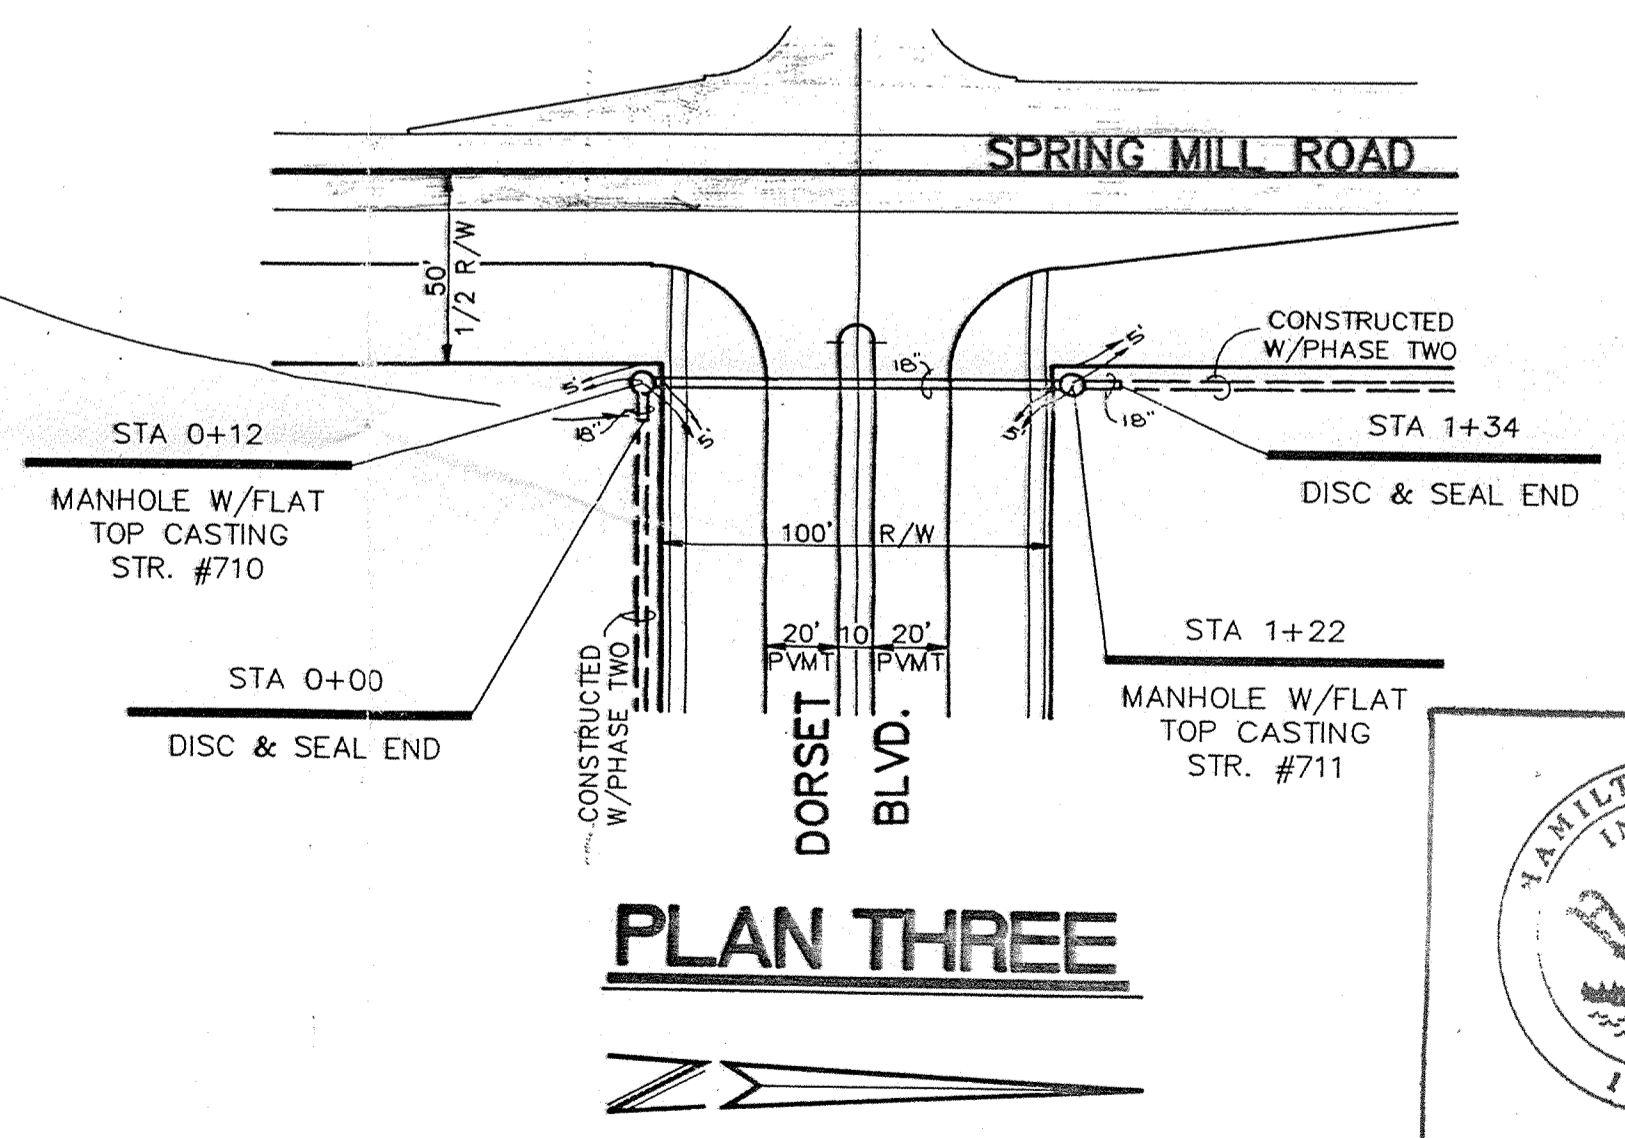 SPRING MILL ROAD
50'
1/2 R/W
CONSTRUCTED
W/PHASE TWO
18"
5'
5'
5'
5'
18"
18"
STA 0+12
MANHOLE W/FLAT
TOP CASTING
STR. #710
STA 1+34
DISC & SEAL END
100' R/W
20' 10 20'
PVMT PVMT
STA 0+00
DISC & SEAL END
CONSTRUCTED
W/PHASE TWO
STA 1+22
MANHOLE W/FLAT
TOP CASTING
STR. #711
DORSET
BLVD.
PLAN THREE